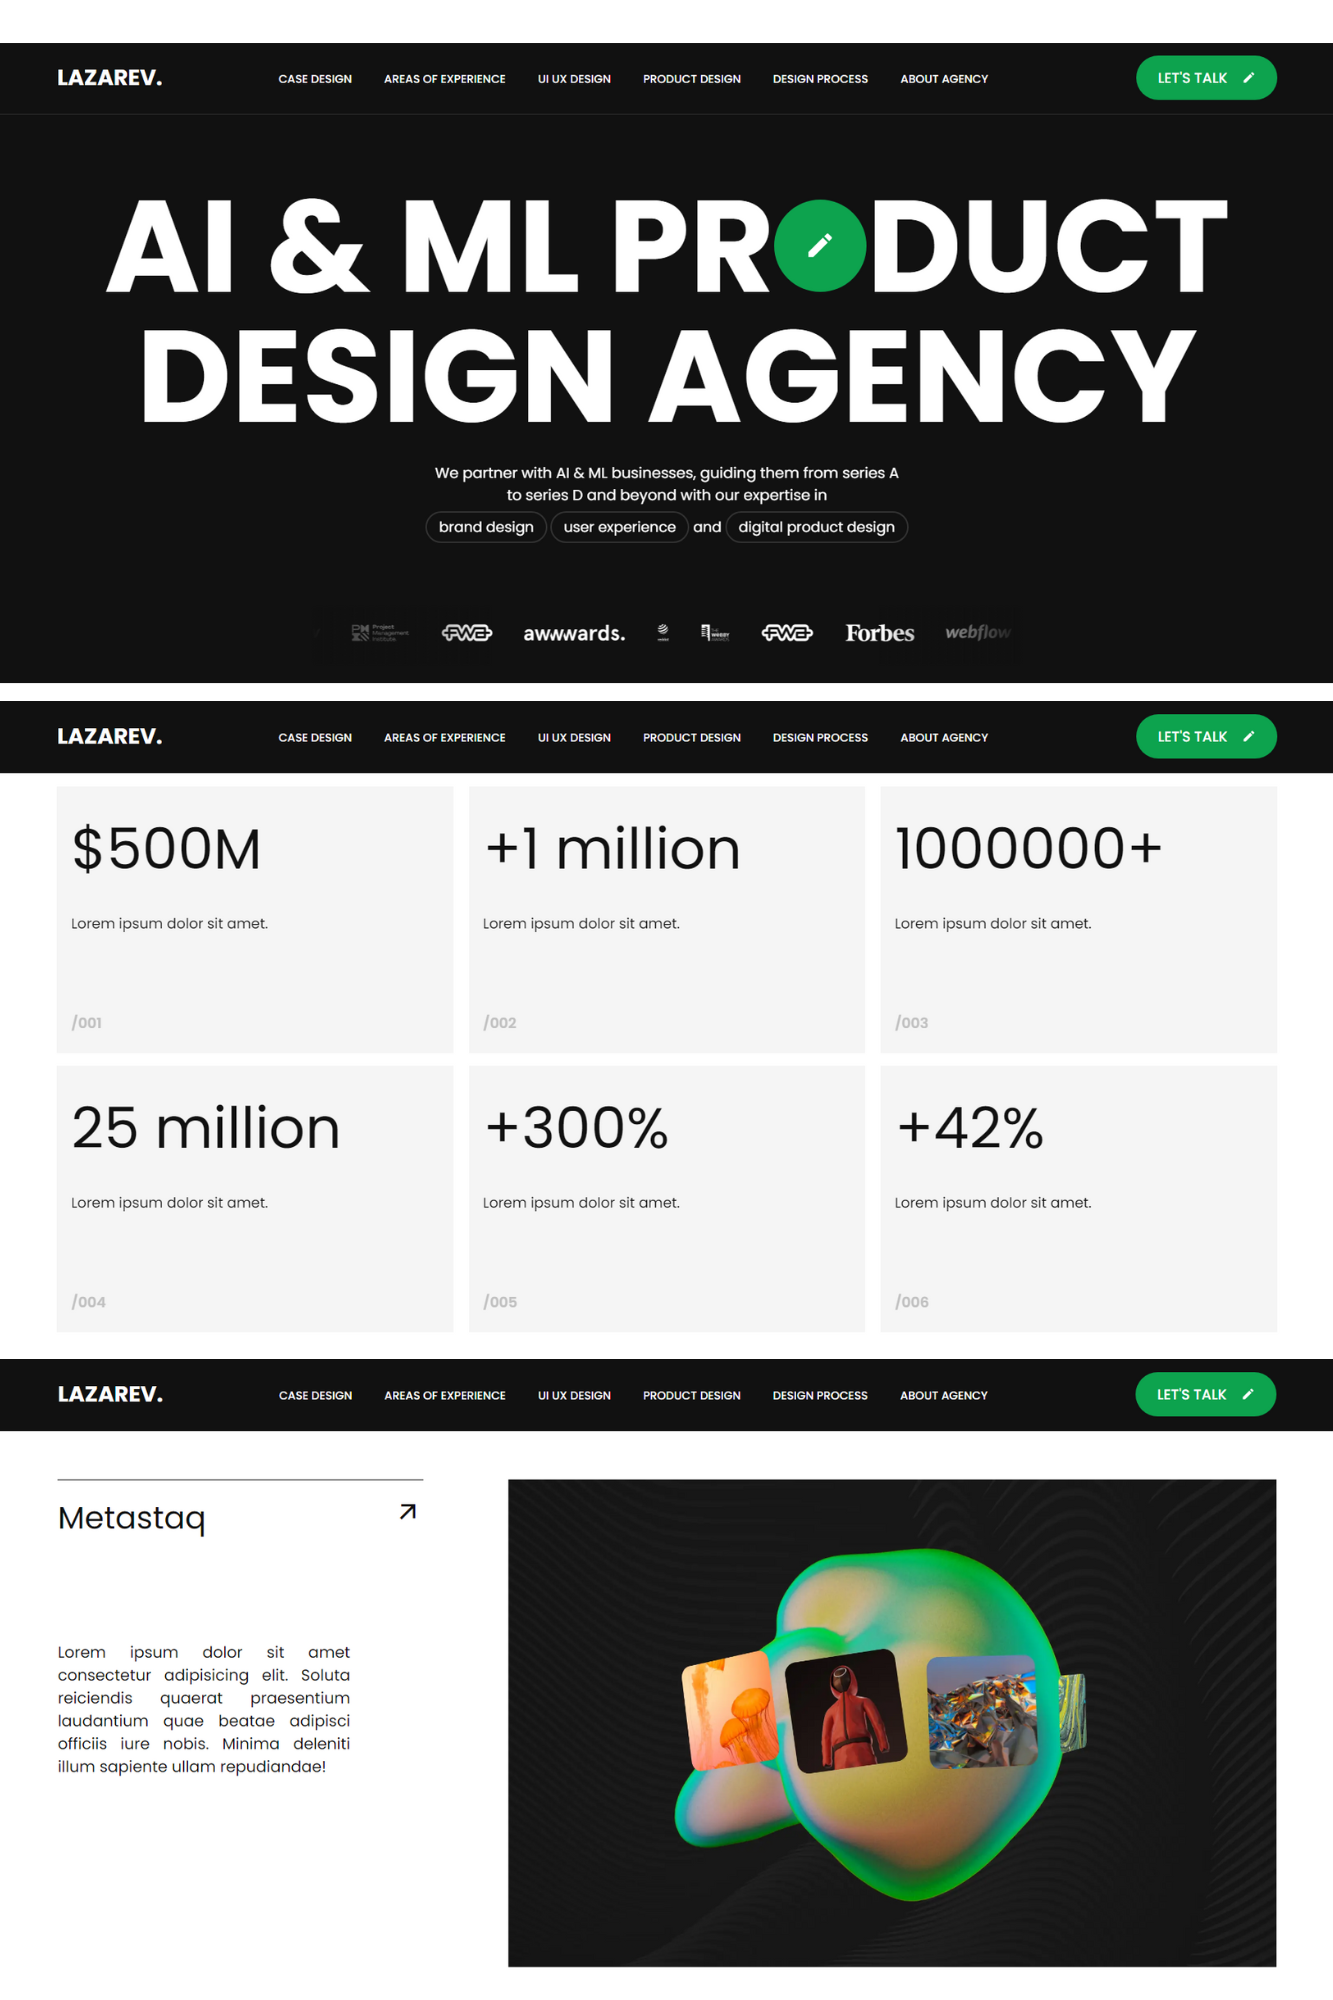 LAZAREV.
CASE DESIGN
AREAS OF EXPERIENCE
UI UX DESIGN
PRODUCT DESIGN
DESIGN PROCESS
ABOUT AGENCY
LET'S TALK
AI & ML PRODUCT
DESIGN AGENCY
We partner with AI & ML businesses, guiding them from series A
to series D and beyond with our expertise in
brand design user experience and digital product design
Project
Management
Institute.
FWA
awwwards.
THE
WEBBY
AWARDS
FWA
Forbes
webflow
LAZAREV.
CASE DESIGN
AREAS OF EXPERIENCE
UI UX DESIGN
PRODUCT DESIGN
DESIGN PROCESS
ABOUT AGENCY
LET'S TALK
$500M
Lorem ipsum dolor sit amet.
/001
+1 million
Lorem ipsum dolor sit amet.
/002
1000000+
Lorem ipsum dolor sit amet.
/003
25 million
Lorem ipsum dolor sit amet.
/004
+300%
Lorem ipsum dolor sit amet.
/005
+42%
Lorem ipsum dolor sit amet.
/006
LAZAREV.
CASE DESIGN
AREAS OF EXPERIENCE
UI UX DESIGN
PRODUCT DESIGN
DESIGN PROCESS
ABOUT AGENCY
LET'S TALK
Metastaq
Lorem ipsum dolor sit amet
consectetur adipisicing elit. Soluta
reiciendis quaerat praesentium
laudantium quae beatae adipisci
officiis iure nobis. Minima deleniti
illum sapiente ullam repudiandae!